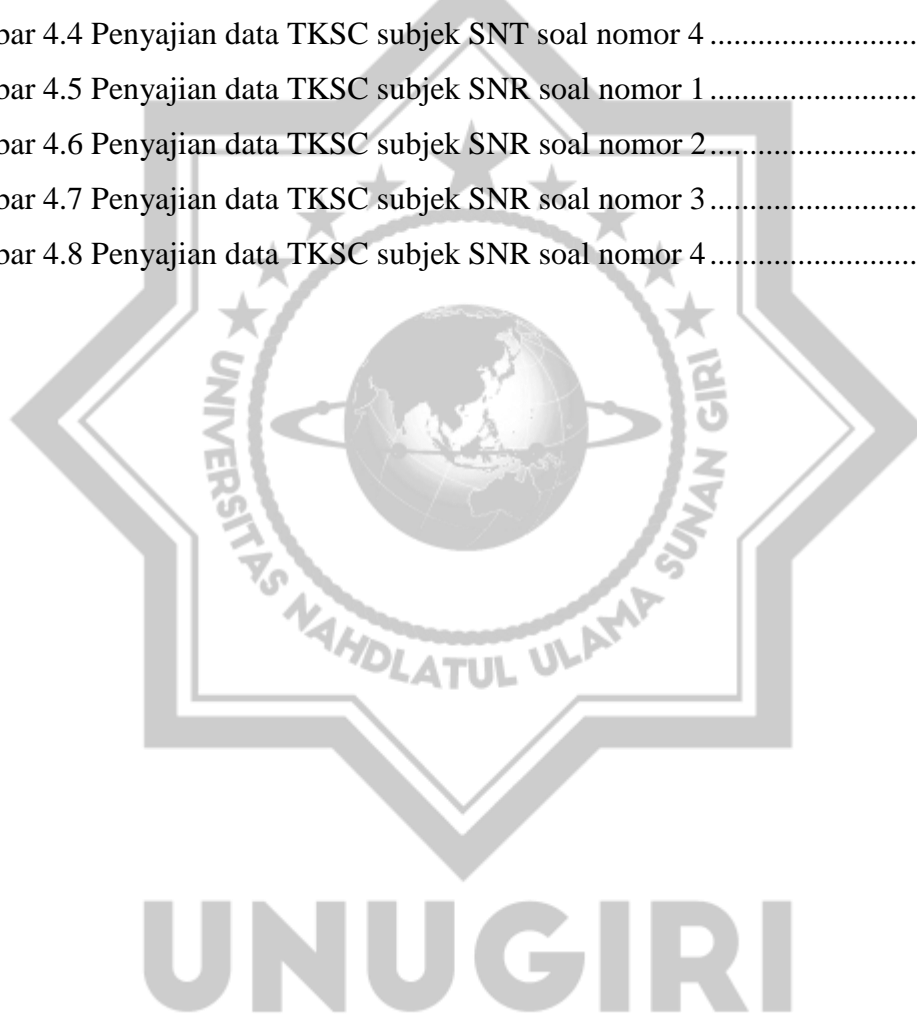 bar 4.4 Penyajian data TKSC subjek SNT soal nomor 4 ..........................
bar 4.5 Penyajian data TKSC subjek SNR soal nomor 1 ..........................
bar 4.6 Penyajian data TKSC subjek SNR soal nomor 2..........................
bar 4.7 Penyajian data TKSC subjek SNR soal nomor 3 ..........................
bar 4.8 Penyajian data TKSC subjek SNR soal nomor 4 ..........................
UNIVERSITAS NAHDLATUL ULAMA SUNAN GIRI
UNUGIRI